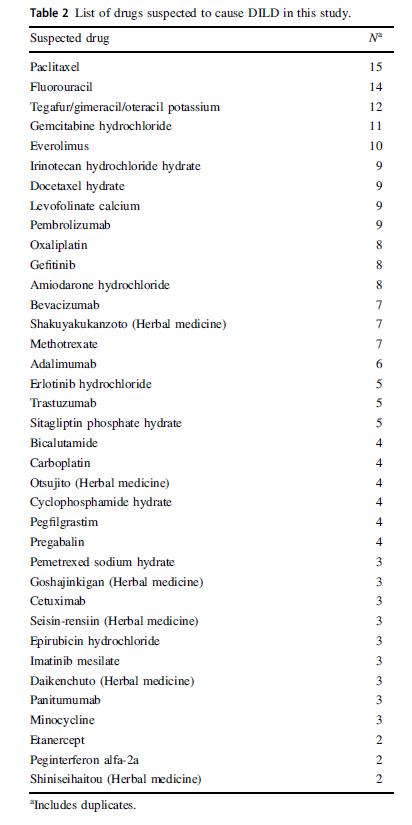 Table 2 List of drugs suspected to cause DILD in this study.
Suspected drug Nᵃ
Paclitaxel 15
Fluorouracil 14
Tegafur/gimeracil/oteracil potassium 12
Gemcitabine hydrochloride 11
Everolimus 10
Irinotecan hydrochloride hydrate 9
Docetaxel hydrate 9
Levofolinate calcium 9
Pembrolizumab 9
Oxaliplatin 8
Gefitinib 8
Amiodarone hydrochloride 8
Bevacizumab 7
Shakuyakukanzoto (Herbal medicine) 7
Methotrexate 7
Adalimumab 6
Erlotinib hydrochloride 5
Trastuzumab 5
Sitagliptin phosphate hydrate 5
Bicalutamide 4
Carboplatin 4
Otsujito (Herbal medicine) 4
Cyclophosphamide hydrate 4
Pegfilgrastim 4
Pregabalin 4
Pemetrexed sodium hydrate 3
Goshajinkigan (Herbal medicine) 3
Cetuximab 3
Seisin-rensiin (Herbal medicine) 3
Epirubicin hydrochloride 3
Imatinib mesilate 3
Daikenchuto (Herbal medicine) 3
Panitumumab 3
Minocycline 3
Etanercept 2
Peginterferon alfa-2a 2
Shiniseihaitou (Herbal medicine) 2
ᵃIncludes duplicates.